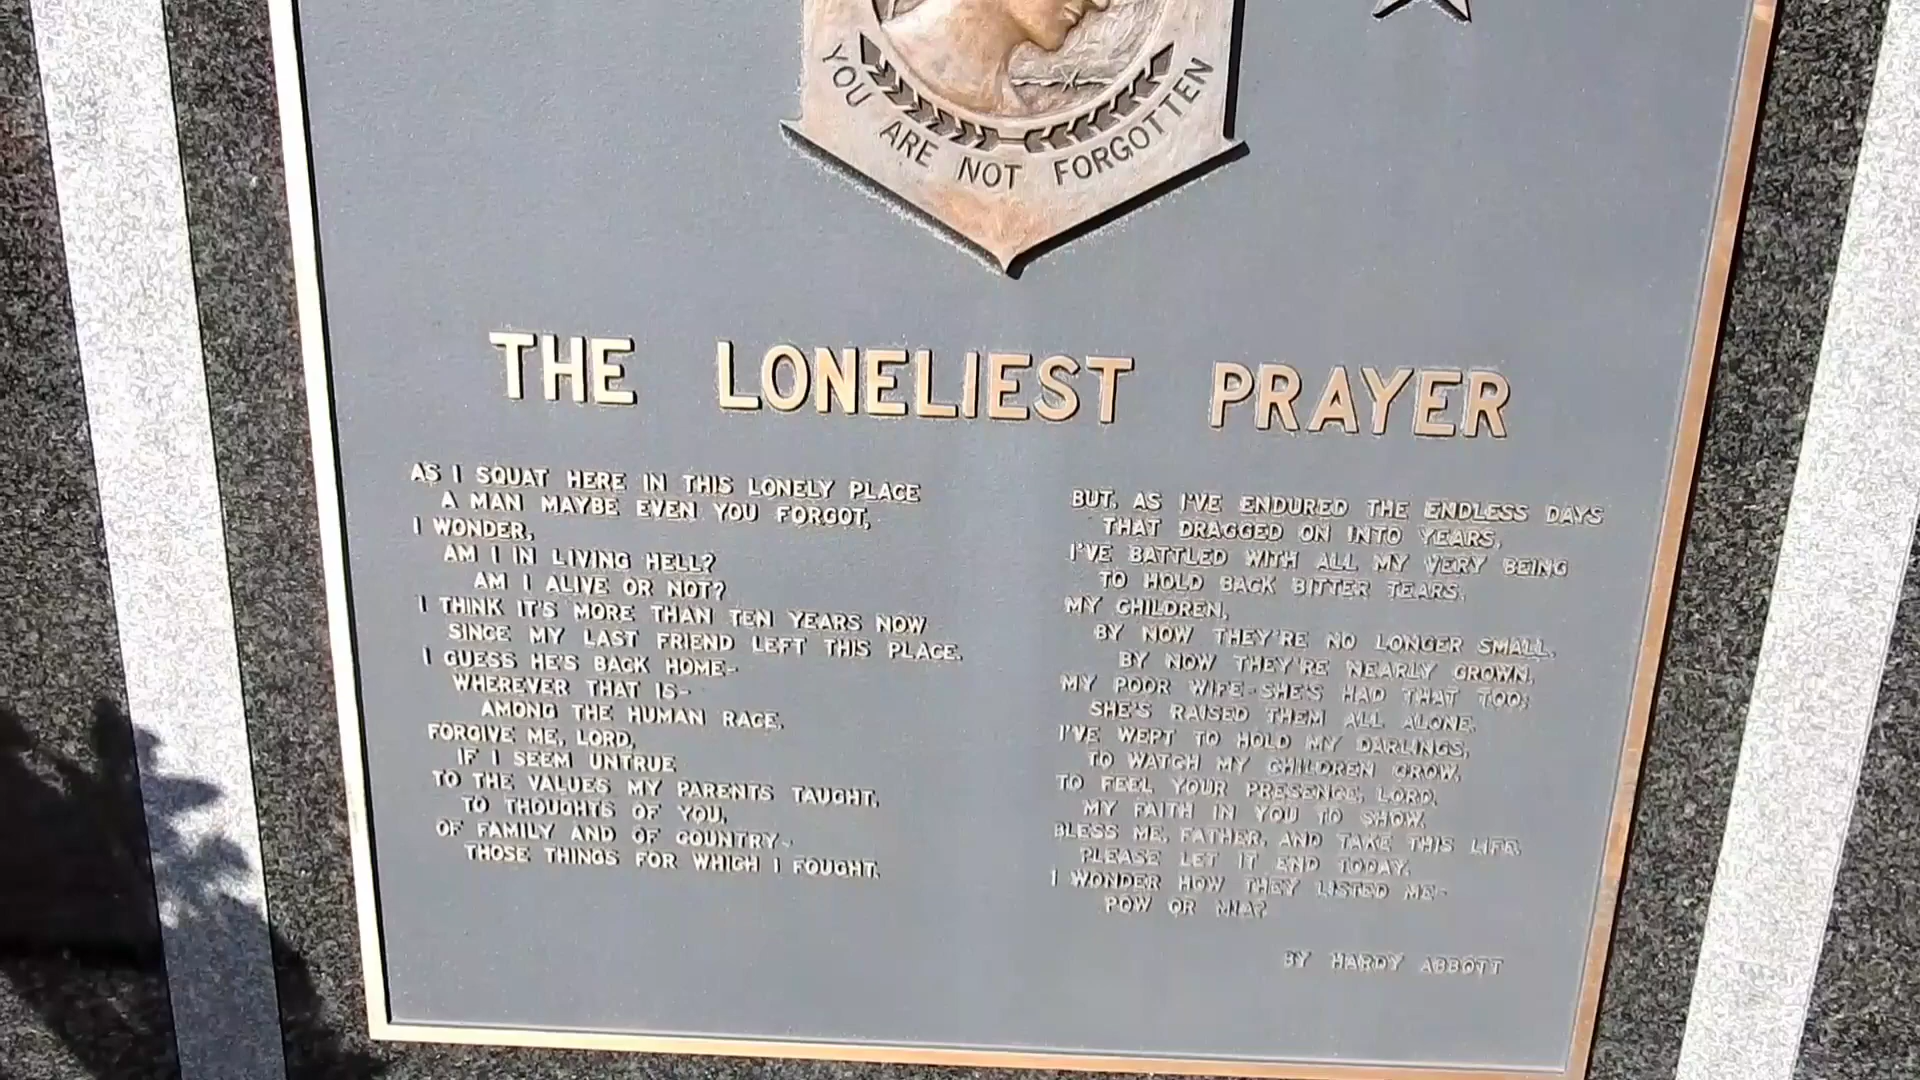 YOU ARE NOT FORGOTTEN
THE LONELIEST PRAYER
AS I SQUAT HERE IN THIS LONELY PLACE
A MAN MAYBE EVEN YOU FORGOT,
I WONDER,
AM I IN LIVING HELL?
AM I ALIVE OR NOT?
I THINK IT'S MORE THAN TEN YEARS NOW
SINCE MY LAST FRIEND LEFT THIS PLACE.
I GUESS HE'S BACK HOME-
WHEREVER THAT IS-
AMONG THE HUMAN RACE.
FORGIVE ME, LORD,
IF I SEEM UNTRUE
TO THE VALUES MY PARENTS TAUGHT,
TO THOUGHTS OF YOU,
OF FAMILY AND OF COUNTRY-
THOSE THINGS FOR WHICH I FOUGHT.
BUT, AS I'VE ENDURED THE ENDLESS DAYS
THAT DRAGGED ON INTO YEARS,
I'VE BATTLED WITH ALL MY VERY BEING
TO HOLD BACK BITTER TEARS.
MY CHILDREN,
BY NOW THEY'RE NO LONGER SMALL,
BY NOW THEY'RE NEARLY GROWN.
MY POOR WIFE-SHE'S HAD THAT TOO;
SHE'S RAISED THEM ALL ALONE.
I'VE WEPT TO HOLD MY DARLINGS,
TO WATCH MY CHILDREN GROW,
TO FEEL YOUR PRESENCE, LORD,
MY FAITH IN YOU TO SHOW.
BLESS ME, FATHER, AND TAKE THIS LIFE.
PLEASE LET IT END TODAY.
I WONDER HOW THEY LISTED ME-
POW OR MIA?
BY HARDY ABBOTT